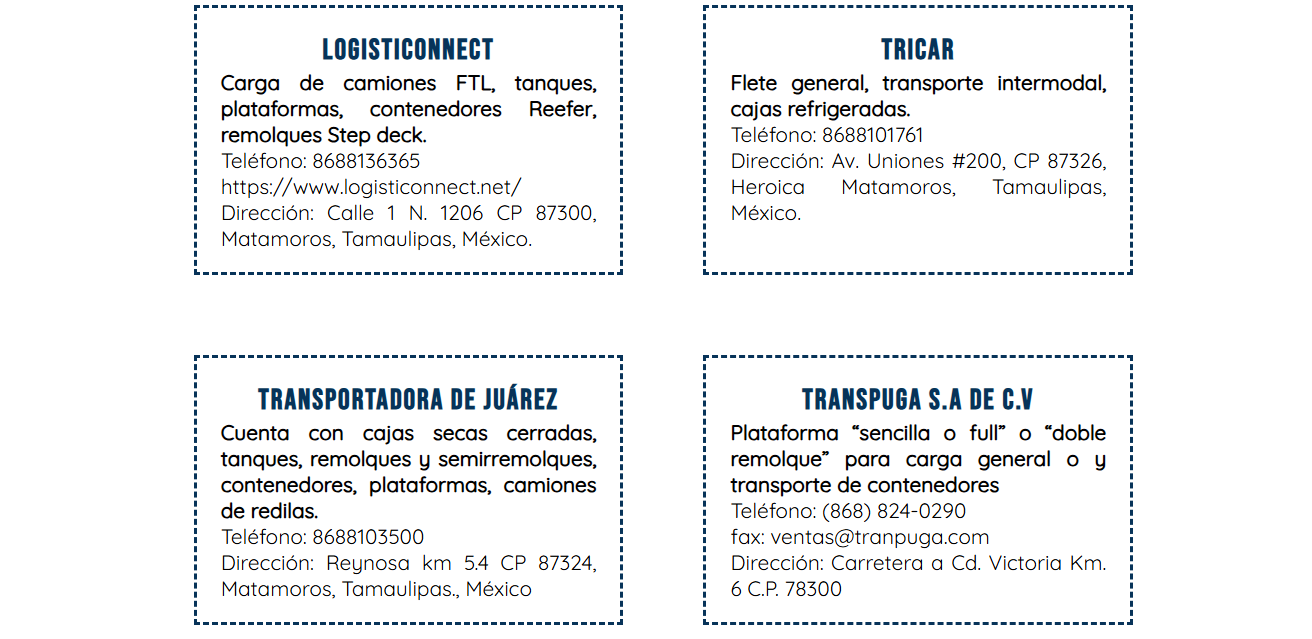 LOGISTICONNECT
Carga de camiones FTL, tanques,
plataformas, contenedores Reefer,
remolques Step deck.
Teléfono: 8688136365
https://www.logisticonnect.net/
Dirección: Calle 1 N. 1206 CP 87300,
Matamoros, Tamaulipas, México.
TRICAR
Flete general, transporte intermodal,
cajas refrigeradas.
Teléfono: 8688101761
Dirección: Av. Uniones #200, CP 87326,
Heroica Matamoros, Tamaulipas,
México.
TRANSPORTADORA DE JUÁREZ
Cuenta con cajas secas cerradas,
tanques, remolques y semirremolques,
contenedores, plataformas, camiones
de redilas.
Teléfono: 8688103500
Dirección: Reynosa km 5.4 CP 87324,
Matamoros, Tamaulipas., México
TRANSPUGA S.A DE C.V
Plataforma “sencilla o full” o “doble
remolque” para carga general o y
transporte de contenedores
Teléfono: (868) 824-0290
fax: ventas@tranpuga.com
Dirección: Carretera a Cd. Victoria Km.
6 C.P. 78300